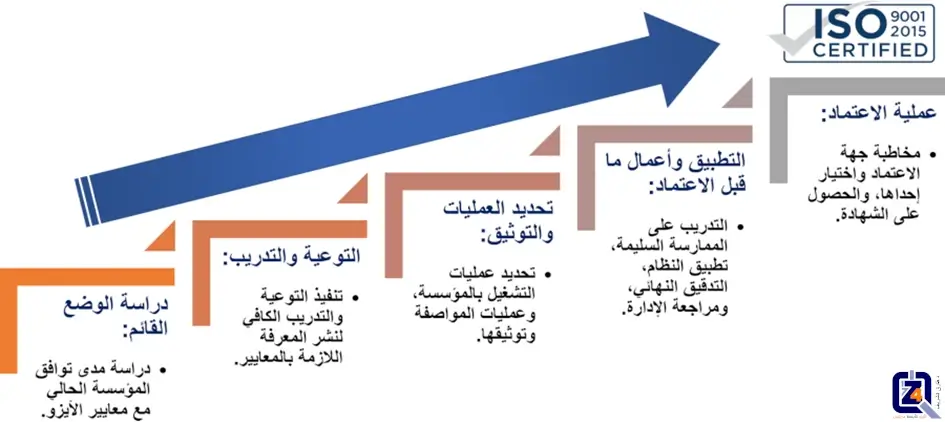 ISO 9001
2015
CERTIFIED
عملية الاعتماد:
• مخاطبة جهة
الاعتماد واختيار
إحداها، والحصول
على الشهادة.
التطبيق وأعمال ما
قبل الاعتماد:
• التدريب على
الممارسة السليمة،
تطبيق النظام،
التدقيق النهائي،
ومراجعة الإدارة.
تحديد العمليات
والتوثيق:
• تحديد عمليات
التشغيل بالمؤسسة،
وعمليات المواصفة
وتوثيقها.
التوعية والتدريب:
• تنفيذ التوعية
والتدريب الكافي
لنشر المعرفة
اللازمة بالمعايير.
دراسة الوضع
القائم:
• دراسة مدى توافق
المؤسسة الحالي
مع معايير الأيزو.